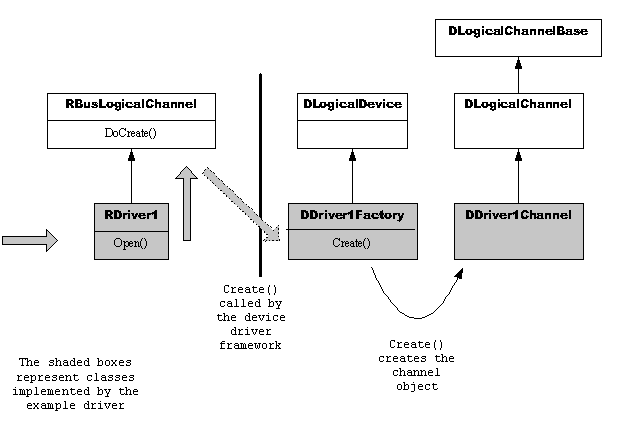 DLogicalChannelBase
RBusLogicalChannel
DoCreate()
DLogicalDevice
DLogicalChannel
RDriver1
Open()
DDriver1Factory
Create()
DDriver1Channel
Create()
called by
the device
driver
framework
Create()
creates the
channel
object
The shaded boxes
represent classes
implemented by the
example driver